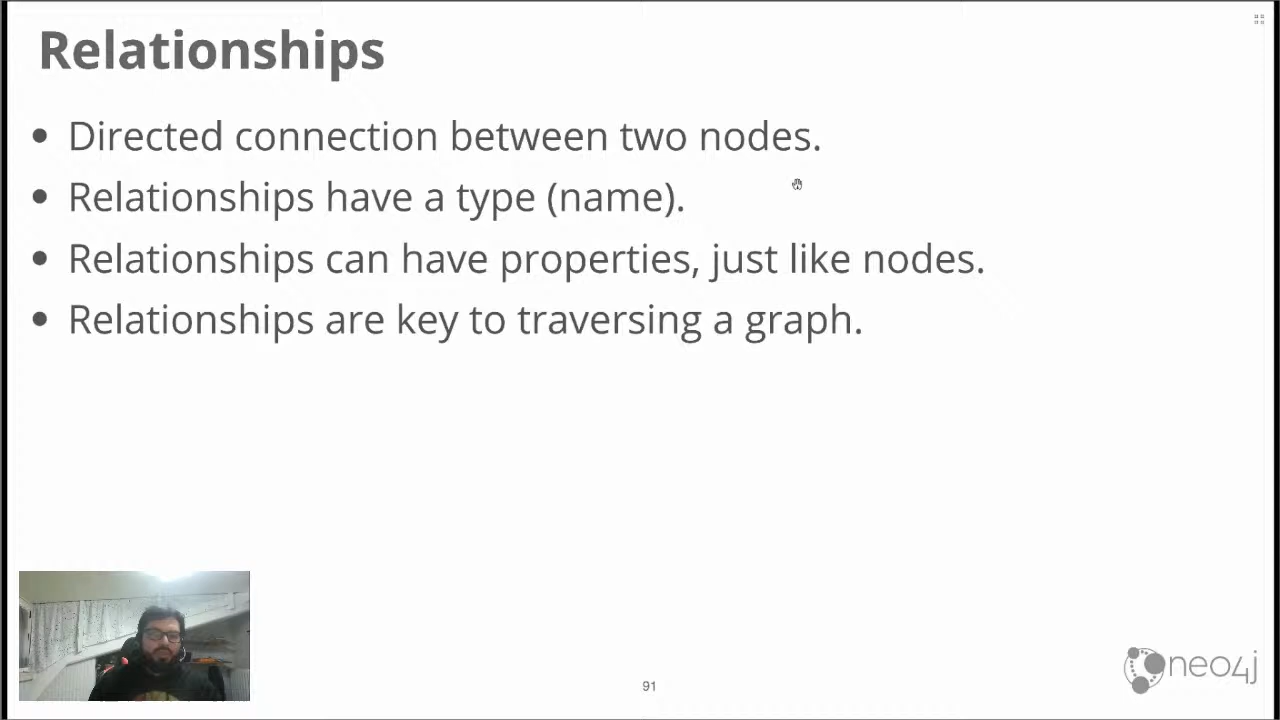 Relationships
• Directed connection between two nodes.
• Relationships have a type (name).
• Relationships can have properties, just like nodes.
• Relationships are key to traversing a graph.
91
neo4j